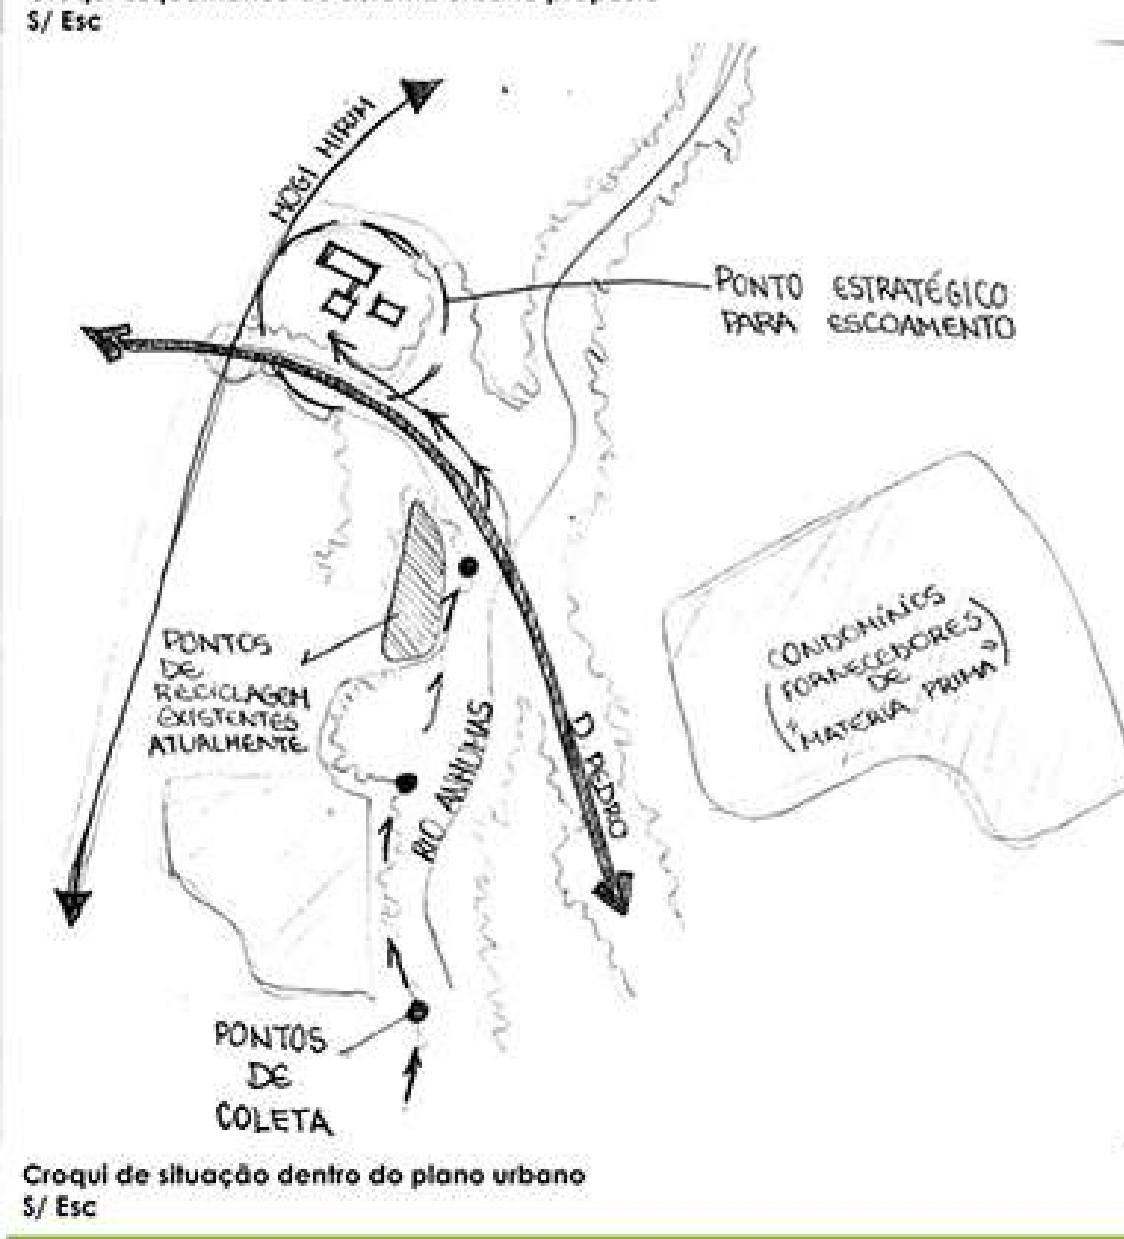 S/ Esc
MOGI MIRIM
PONTO ESTRATÉGICO
PARA ESCOAMENTO
CONDOMÍNIOS
(FORNECEDORES
DE
"MATERIA PRIMA")
PONTOS
DE
RECICLAGEM
EXISTENTES
ATUALMENTE
RIO ANHUMAS
D PEDRO
PONTOS
DE
COLETA
Croqui de situação dentro do plano urbano
S/ Esc